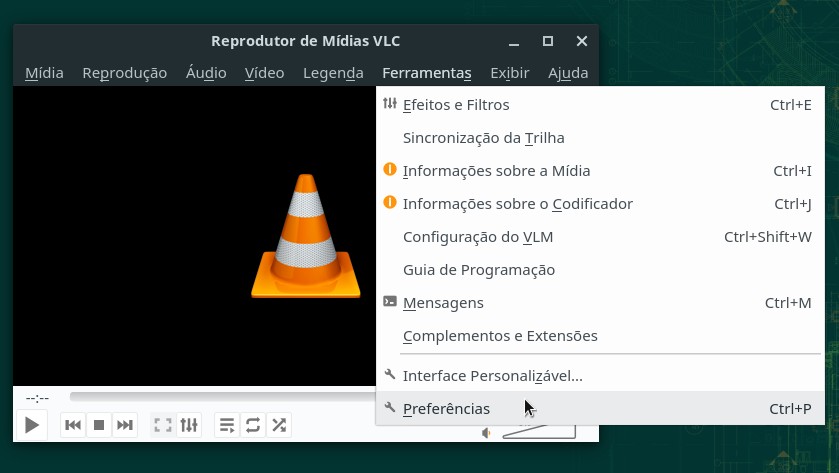 Reprodutor de Mídias VLC
Mídia Reprodução Áudio Vídeo Legenda Ferramentas Exibir Ajuda
Efeitos e Filtros Ctrl+E
Sincronização da Trilha
Informações sobre a Mídia Ctrl+I
Informações sobre o Codificador Ctrl+J
Configuração do VLM Ctrl+Shift+W
Guia de Programação
Mensagens Ctrl+M
Complementos e Extensões
Interface Personalizável...
Preferências Ctrl+P
--:--